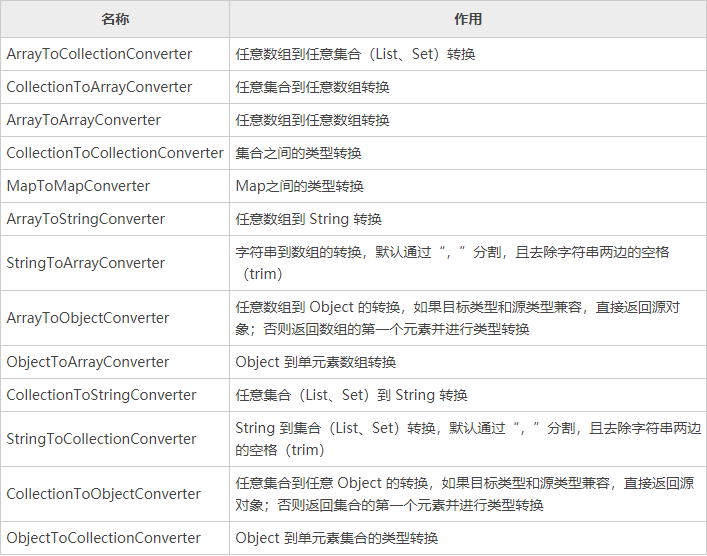 名称 作用
ArrayToCollectionConverter 任意数组到任意集合（List、Set）转换
CollectionToArrayConverter 任意集合到任意数组转换
ArrayToArrayConverter 任意数组到任意数组转换
CollectionToCollectionConverter 集合之间的类型转换
MapToMapConverter Map之间的类型转换
ArrayToStringConverter 任意数组到 String 转换
StringToArrayConverter 字符串到数组的转换，默认通过“，”分割，且去除字符串两边的空格
（trim）
ArrayToObjectConverter 任意数组到 Object 的转换，如果目标类型和源类型兼容，直接返回源对
象；否则返回数组的第一个元素并进行类型转换
ObjectToArrayConverter Object 到单元素数组转换
CollectionToStringConverter 任意集合（List、Set）到 String 转换
StringToCollectionConverter String 到集合（List、Set）转换，默认通过“，”分割，且去除字符串两边
的空格（trim）
CollectionToObjectConverter 任意集合到任意 Object 的转换，如果目标类型和源类型兼容，直接返回源
对象；否则返回集合的第一个元素并进行类型转换
ObjectToCollectionConverter Object 到单元素集合的类型转换